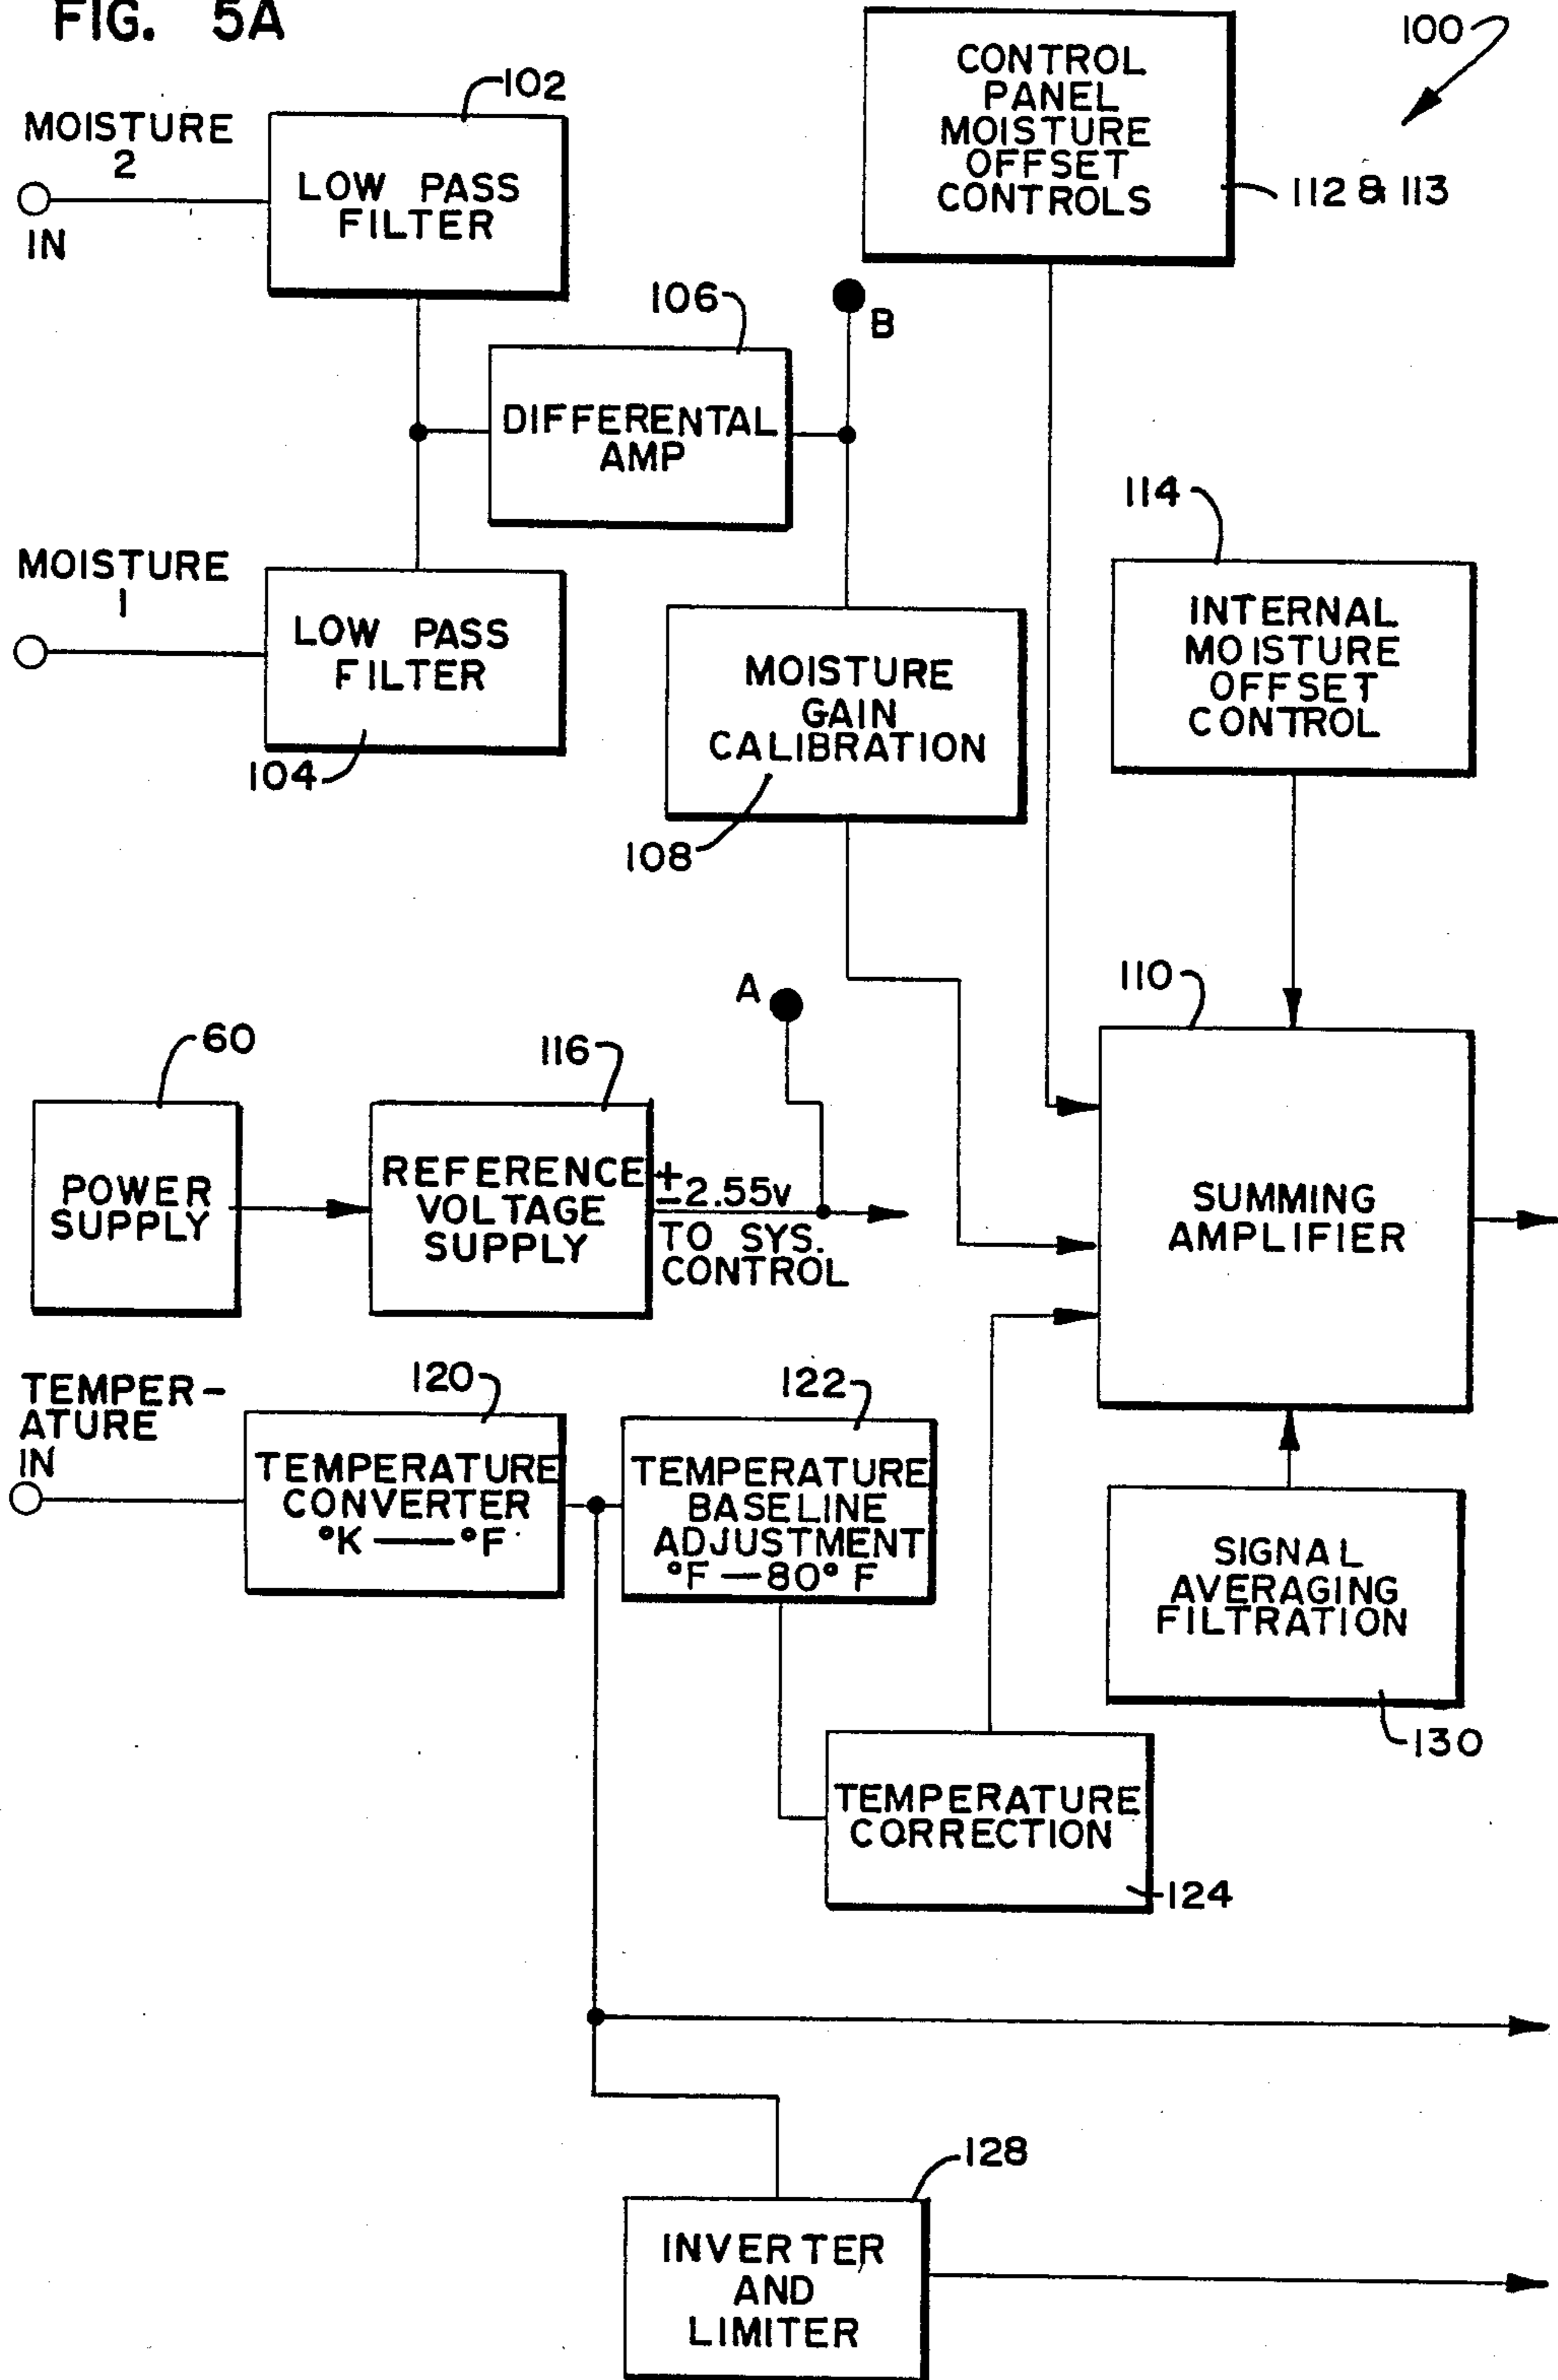 FIG. 5A
100
102
MOISTURE
2
IN
LOW PASS
FILTER
CONTROL
PANEL
MOISTURE
OFFSET
CONTROLS
112 & 113
106
B
DIFFERENTAL
AMP
MOISTURE
1
LOW PASS
FILTER
104
MOISTURE
GAIN
CALIBRATION
108
114
INTERNAL
MOISTURE
OFFSET
CONTROL
A
110
60
POWER
SUPPLY
116
REFERENCE
VOLTAGE
SUPPLY
±2.55v
TO SYS.
CONTROL
SUMMING
AMPLIFIER
TEMPER-
ATURE
IN
120
TEMPERATURE
CONVERTER
°K — °F
122
TEMPERATURE
BASELINE
ADJUSTMENT
°F — 80° F
SIGNAL
AVERAGING
FILTRATION
130
TEMPERATURE
CORRECTION
124
128
INVERTER
AND
LIMITER